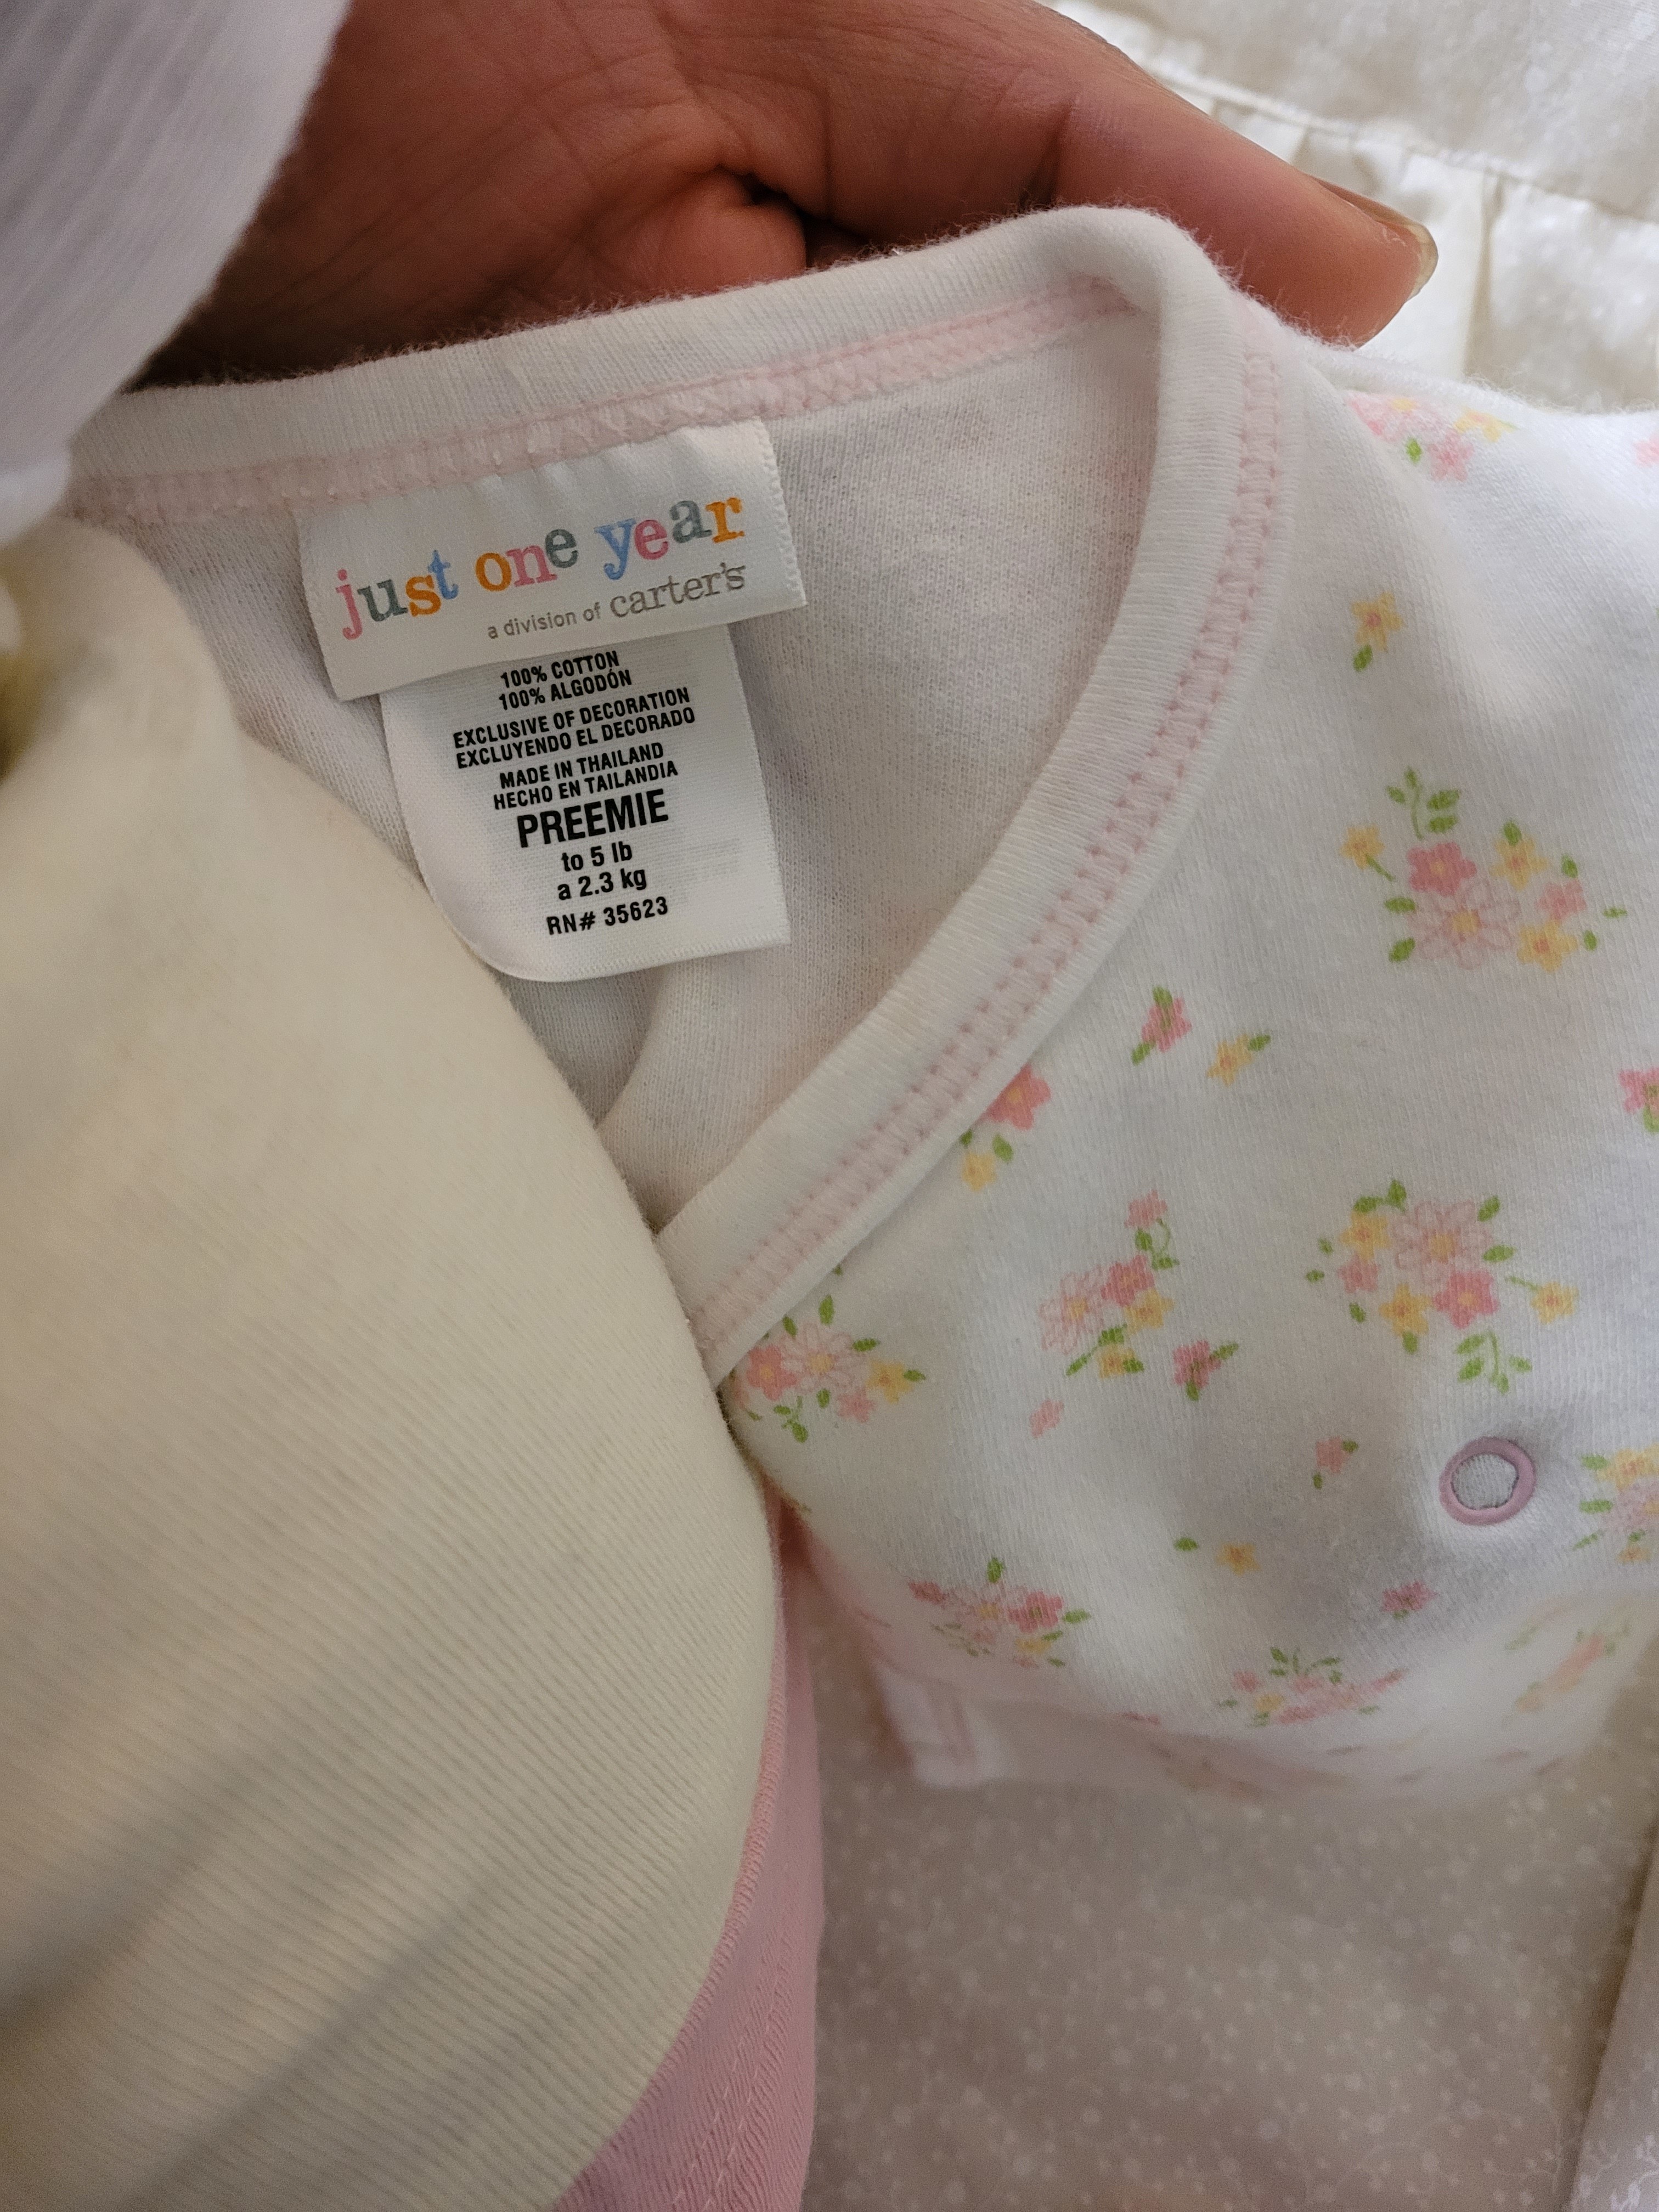 just one year
a division of carter's
100% COTTON
100% ALGODÓN
EXCLUSIVE OF DECORATION
EXCLUYENDO EL DECORADO
MADE IN THAILAND
HECHO EN TAILANDIA
PREEMIE
to 5 lb
a 2.3 kg
RN# 35623